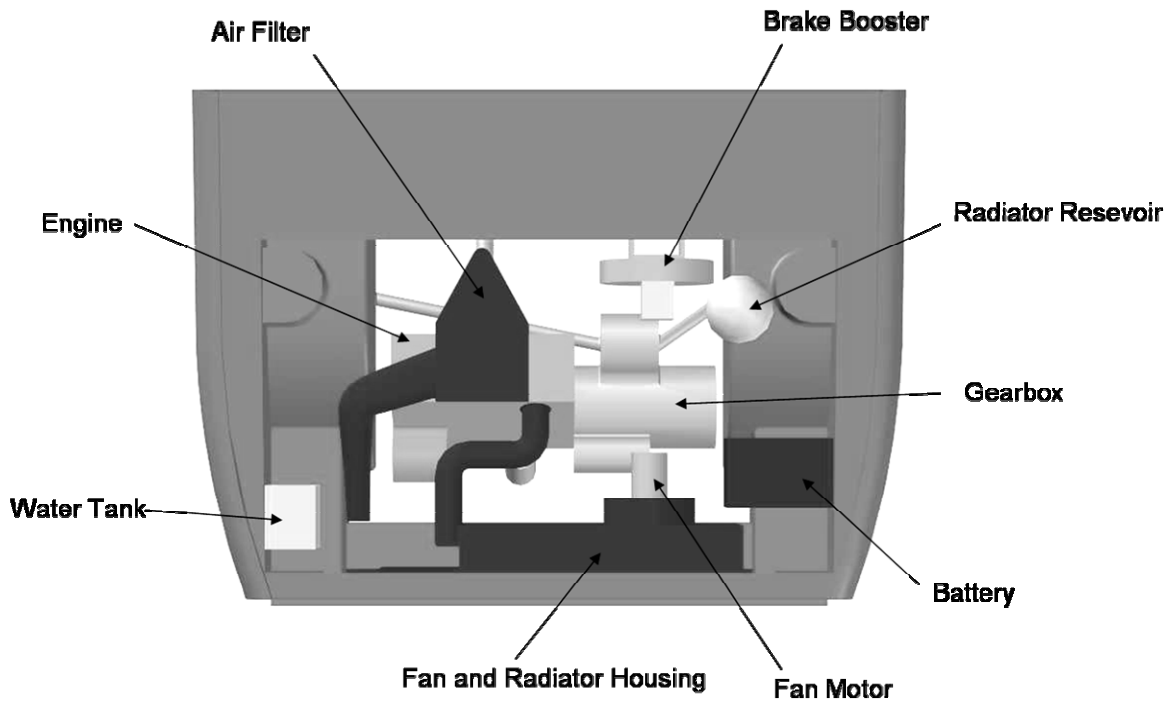 Air Filter
Brake Booster
Engine
Radiator Resevoir
Gearbox
Water Tank
Battery
Fan and Radiator Housing
Fan Motor